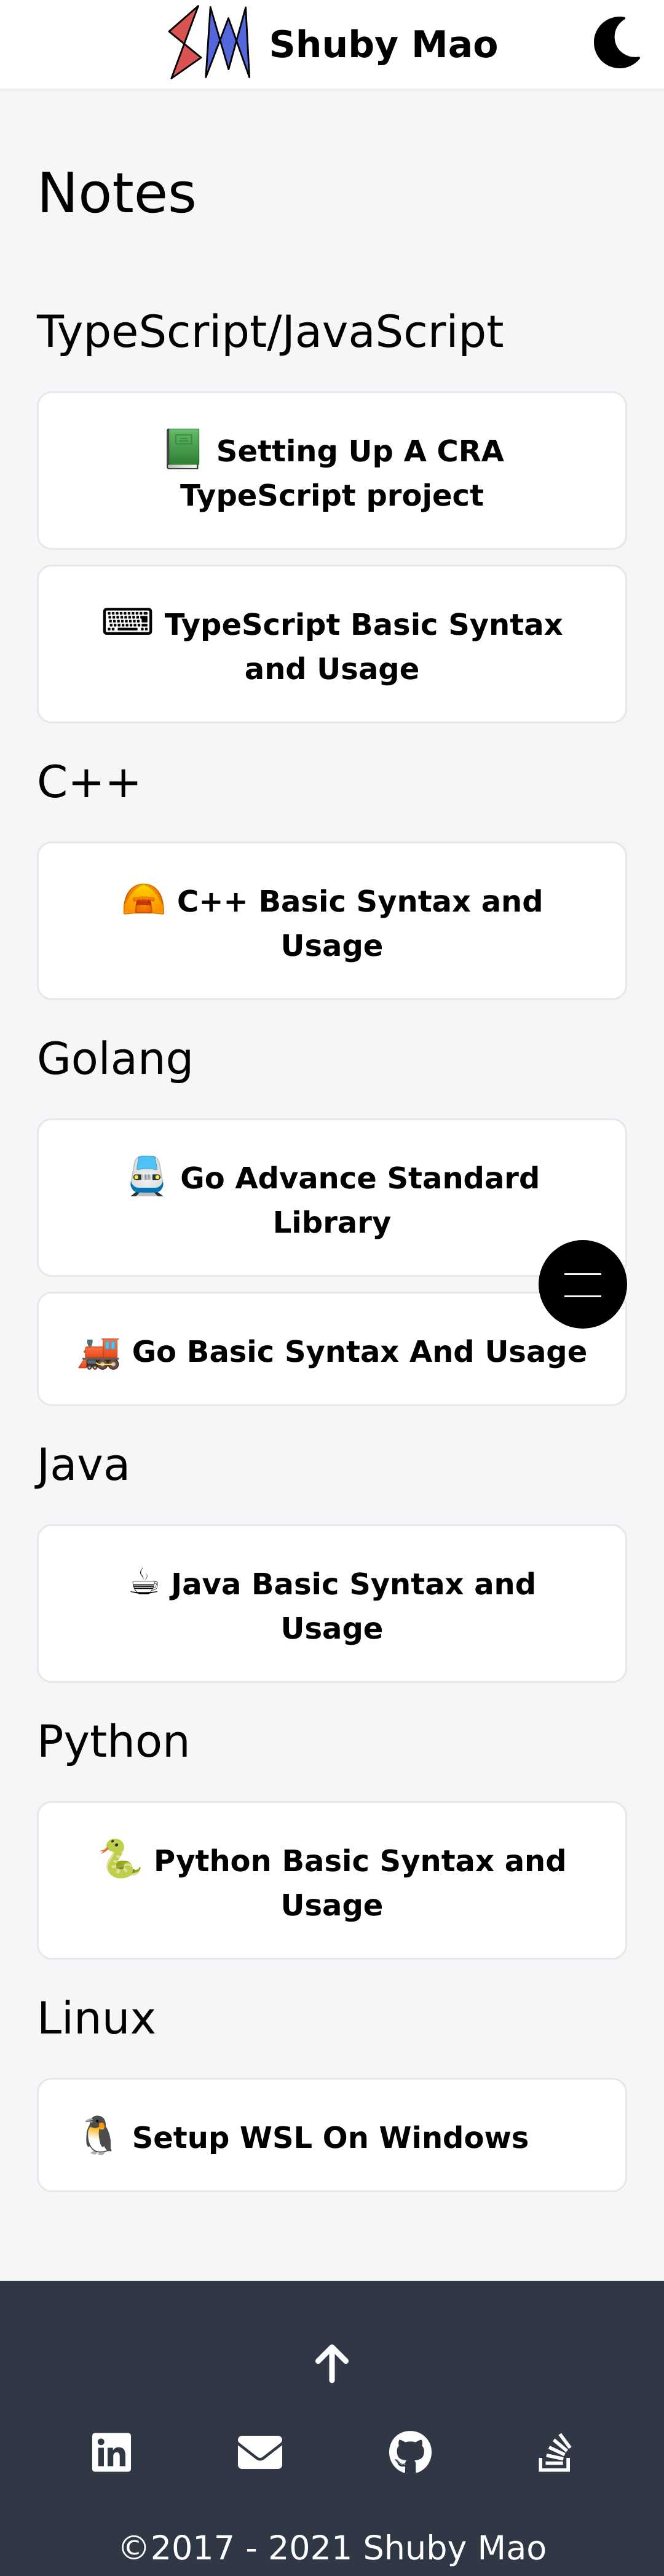 SM Shuby Mao
Notes
TypeScript/JavaScript
Setting Up A CRA
TypeScript project
TypeScript Basic Syntax
and Usage
C++
C++ Basic Syntax and
Usage
Golang
Go Advance Standard
Library
Go Basic Syntax And Usage
Java
Java Basic Syntax and
Usage
Python
Python Basic Syntax and
Usage
Linux
Setup WSL On Windows
in
©2017 - 2021 Shuby Mao